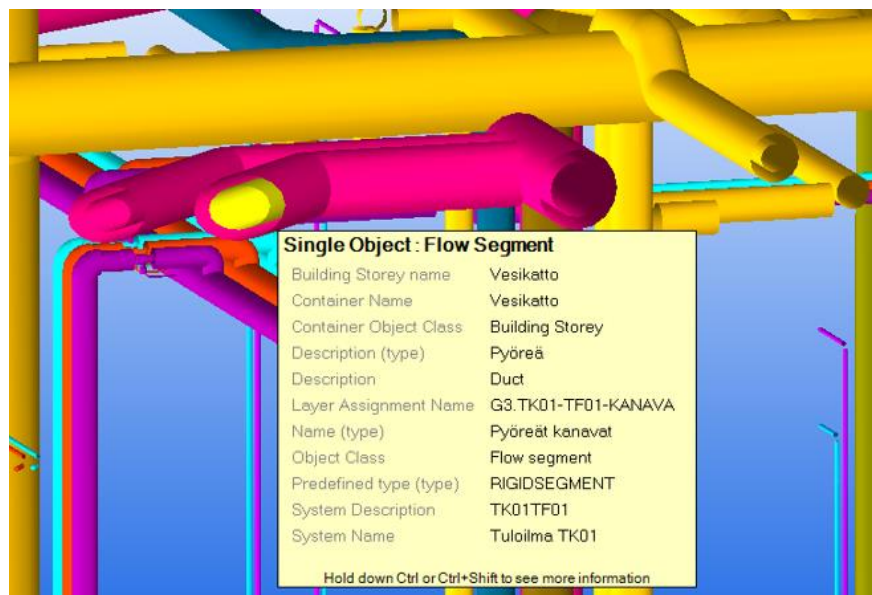 Single Object : Flow Segment
Building Storey name Vesikatto
Container Name Vesikatto
Container Object Class Building Storey
Description (type) Pyöreä
Description Duct
Layer Assignment Name G3.TK01-TF01-KANAVA
Name (type) Pyöreät kanavat
Object Class Flow segment
Predefined type (type) RIGIDSEGMENT
System Description TK01TF01
System Name Tuloilma TK01
Hold down Ctrl or Ctrl+Shift to see more information